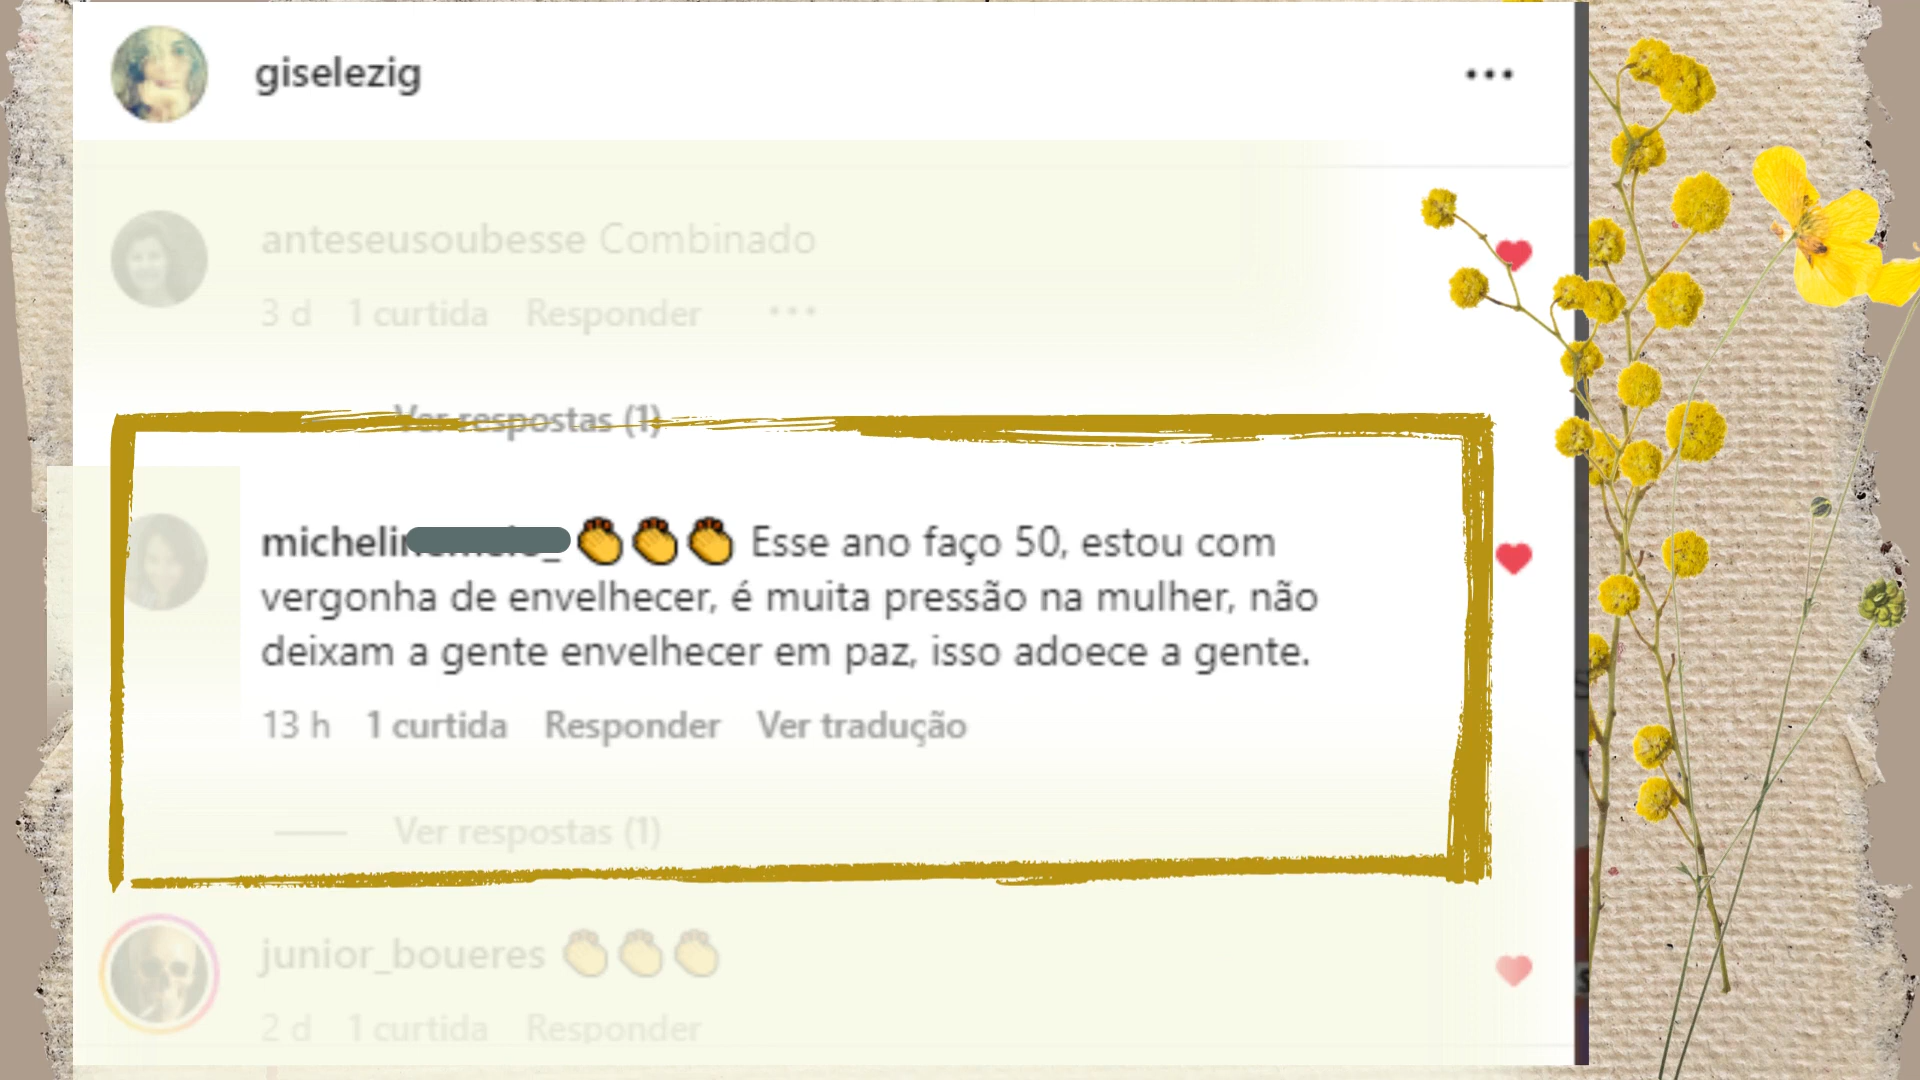 giselezig
anteseusoubesse Combinado
3 d 1 curtida Responder
Ver respostas (1)
👏👏👏 Esse ano faço 50, estou com
vergonha de envelhecer, é muita pressão na mulher, não
deixam a gente envelhecer em paz, isso adoece a gente.
13 h 1 curtida Responder Ver tradução
Ver respostas (1)
junior_boueres 👏👏👏
2 d 1 curtida Responder